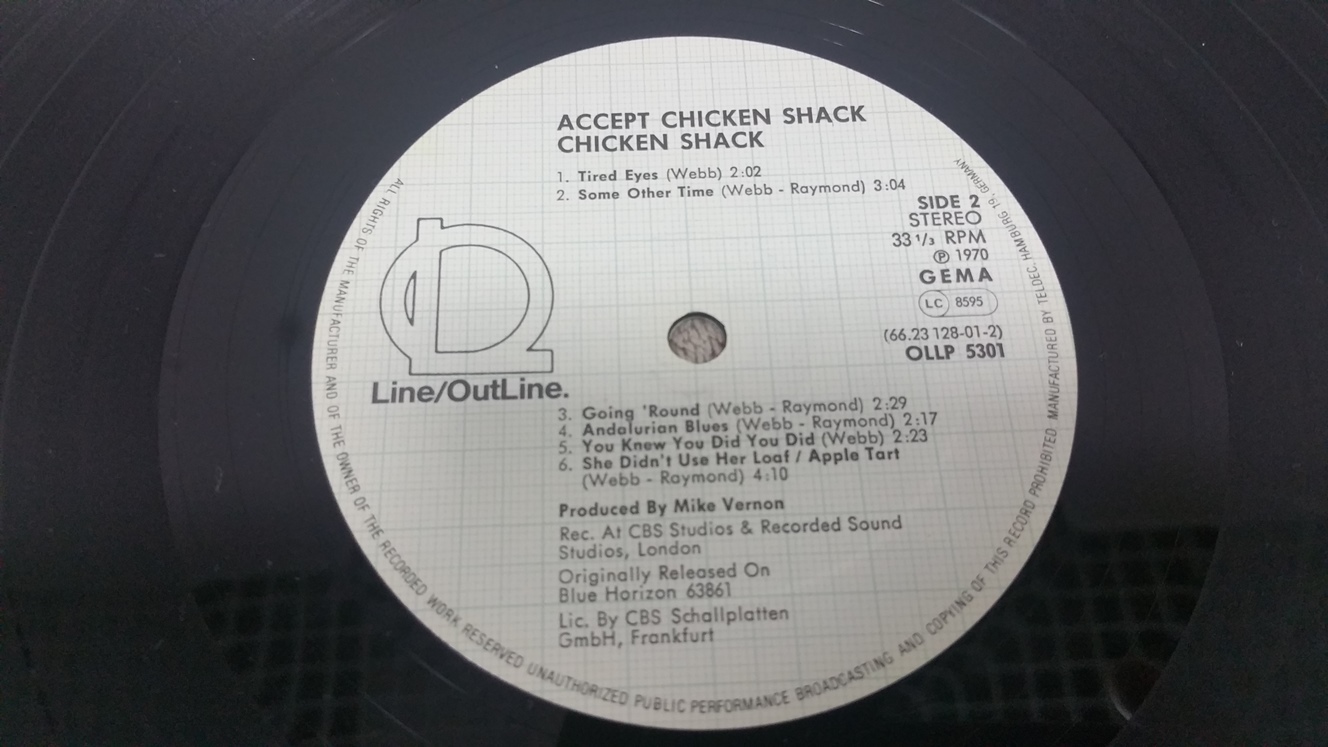 ACCEPT CHICKEN SHACK
CHICKEN SHACK
1. Tired Eyes (Webb) 2:02
2. Some Other Time (Webb - Raymond) 3:04
SIDE 2
STEREO
33 1/3 RPM
Ⓟ 1970
GEMA
LC 8595
(66.23 128-01-2)
OLLP 5301
Line/OutLine.
3. Going 'Round (Webb - Raymond) 2:29
4. Andalurian Blues (Webb - Raymond) 2:17
5. You Knew You Did You Did (Webb) 2:23
6. She Didn't Use Her Loaf / Apple Tart
(Webb - Raymond) 4:10
Produced By Mike Vernon
Rec. At CBS Studios & Recorded Sound
Studios, London
Originally Released On
Blue Horizon 63861
Lic. By CBS Schallplatten
GmbH, Frankfurt
ALL RIGHTS OF THE MANUFACTURER AND OF THE OWNER OF THE RECORDED WORK RESERVED UNAUTHORIZED PUBLIC PERFORMANCE BROADCASTING AND COPYING OF THIS RECORD PROHIBITED MANUFACTURED BY TELDEC, HAMBURG 19, GERMANY